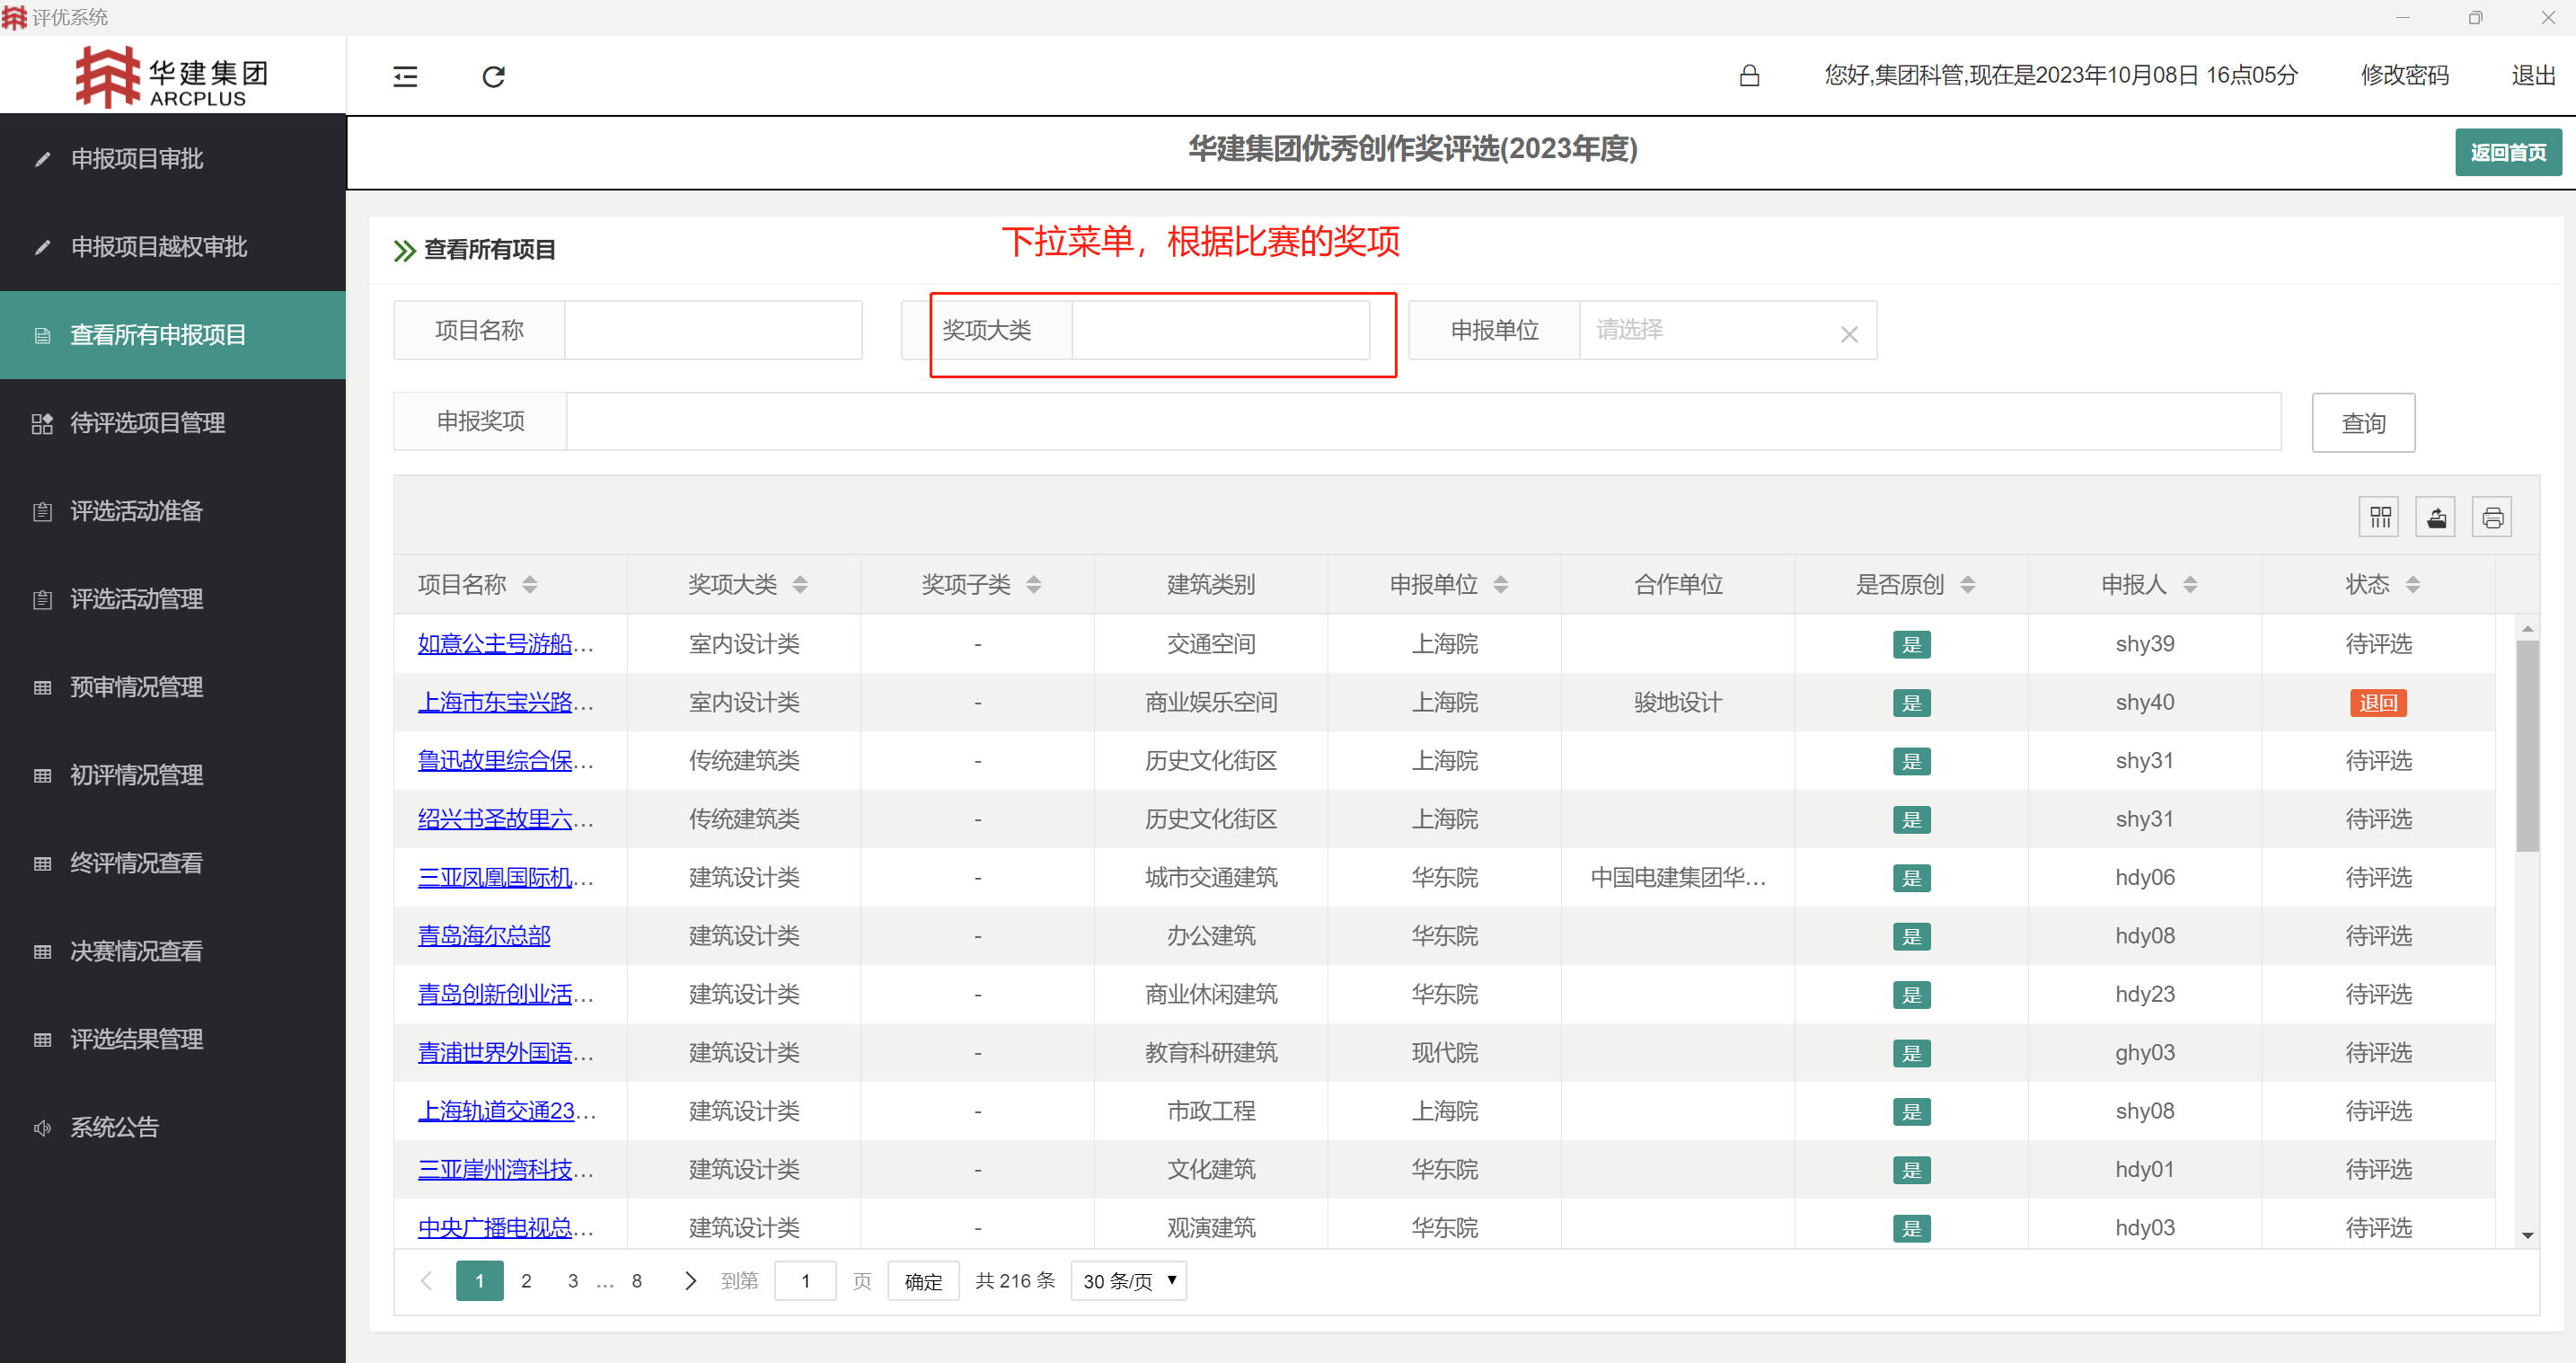 评优系统
华建集团
ARCPLUS
您好,集团科管,现在是2023年10月08日 16点05分
修改密码
退出
华建集团优秀创作奖评选(2023年度)
返回首页
申报项目审批
申报项目越权审批
查看所有申报项目
待评选项目管理
评选活动准备
评选活动管理
预审情况管理
初评情况管理
终评情况查看
决赛情况查看
评选结果管理
系统公告
查看所有项目
下拉菜单，根据比赛的奖项
项目名称
奖项大类
申报单位 请选择
申报奖项
查询
项目名称 奖项大类 奖项子类 建筑类别 申报单位 合作单位 是否原创 申报人 状态
如意公主号游船... 室内设计类 - 交通空间 上海院 是 shy39 待评选
上海市东宝兴路... 室内设计类 - 商业娱乐空间 上海院 骏地设计 是 shy40 退回
鲁迅故里综合保... 传统建筑类 - 历史文化街区 上海院 是 shy31 待评选
绍兴书圣故里六... 传统建筑类 - 历史文化街区 上海院 是 shy31 待评选
三亚凤凰国际机... 建筑设计类 - 城市交通建筑 华东院 中国电建集团华... 是 hdy06 待评选
青岛海尔总部 建筑设计类 - 办公建筑 华东院 是 hdy08 待评选
青岛创新创业活... 建筑设计类 - 商业休闲建筑 华东院 是 hdy23 待评选
青浦世界外国语... 建筑设计类 - 教育科研建筑 现代院 是 ghy03 待评选
上海轨道交通23... 建筑设计类 - 市政工程 上海院 是 shy08 待评选
三亚崖州湾科技... 建筑设计类 - 文化建筑 华东院 是 hdy01 待评选
中央广播电视总... 建筑设计类 - 观演建筑 华东院 是 hdy03 待评选
1 2 3 ... 8 到第 1 页 确定 共 216 条 30 条/页